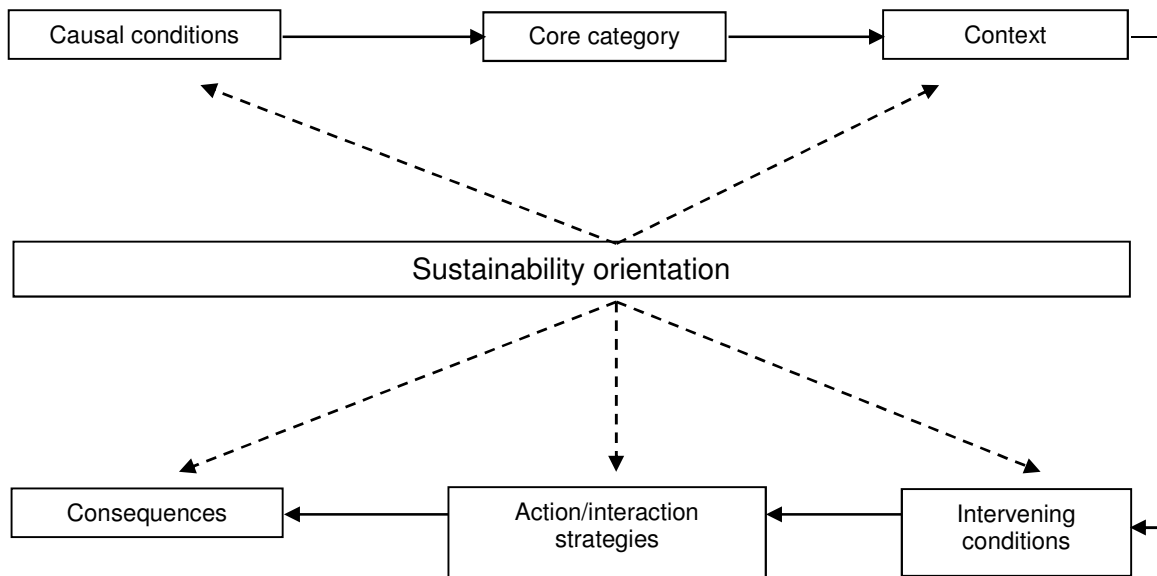 Causal conditions
Core category
Context
Sustainability orientation
Consequences
Action/interaction
strategies
Intervening
conditions